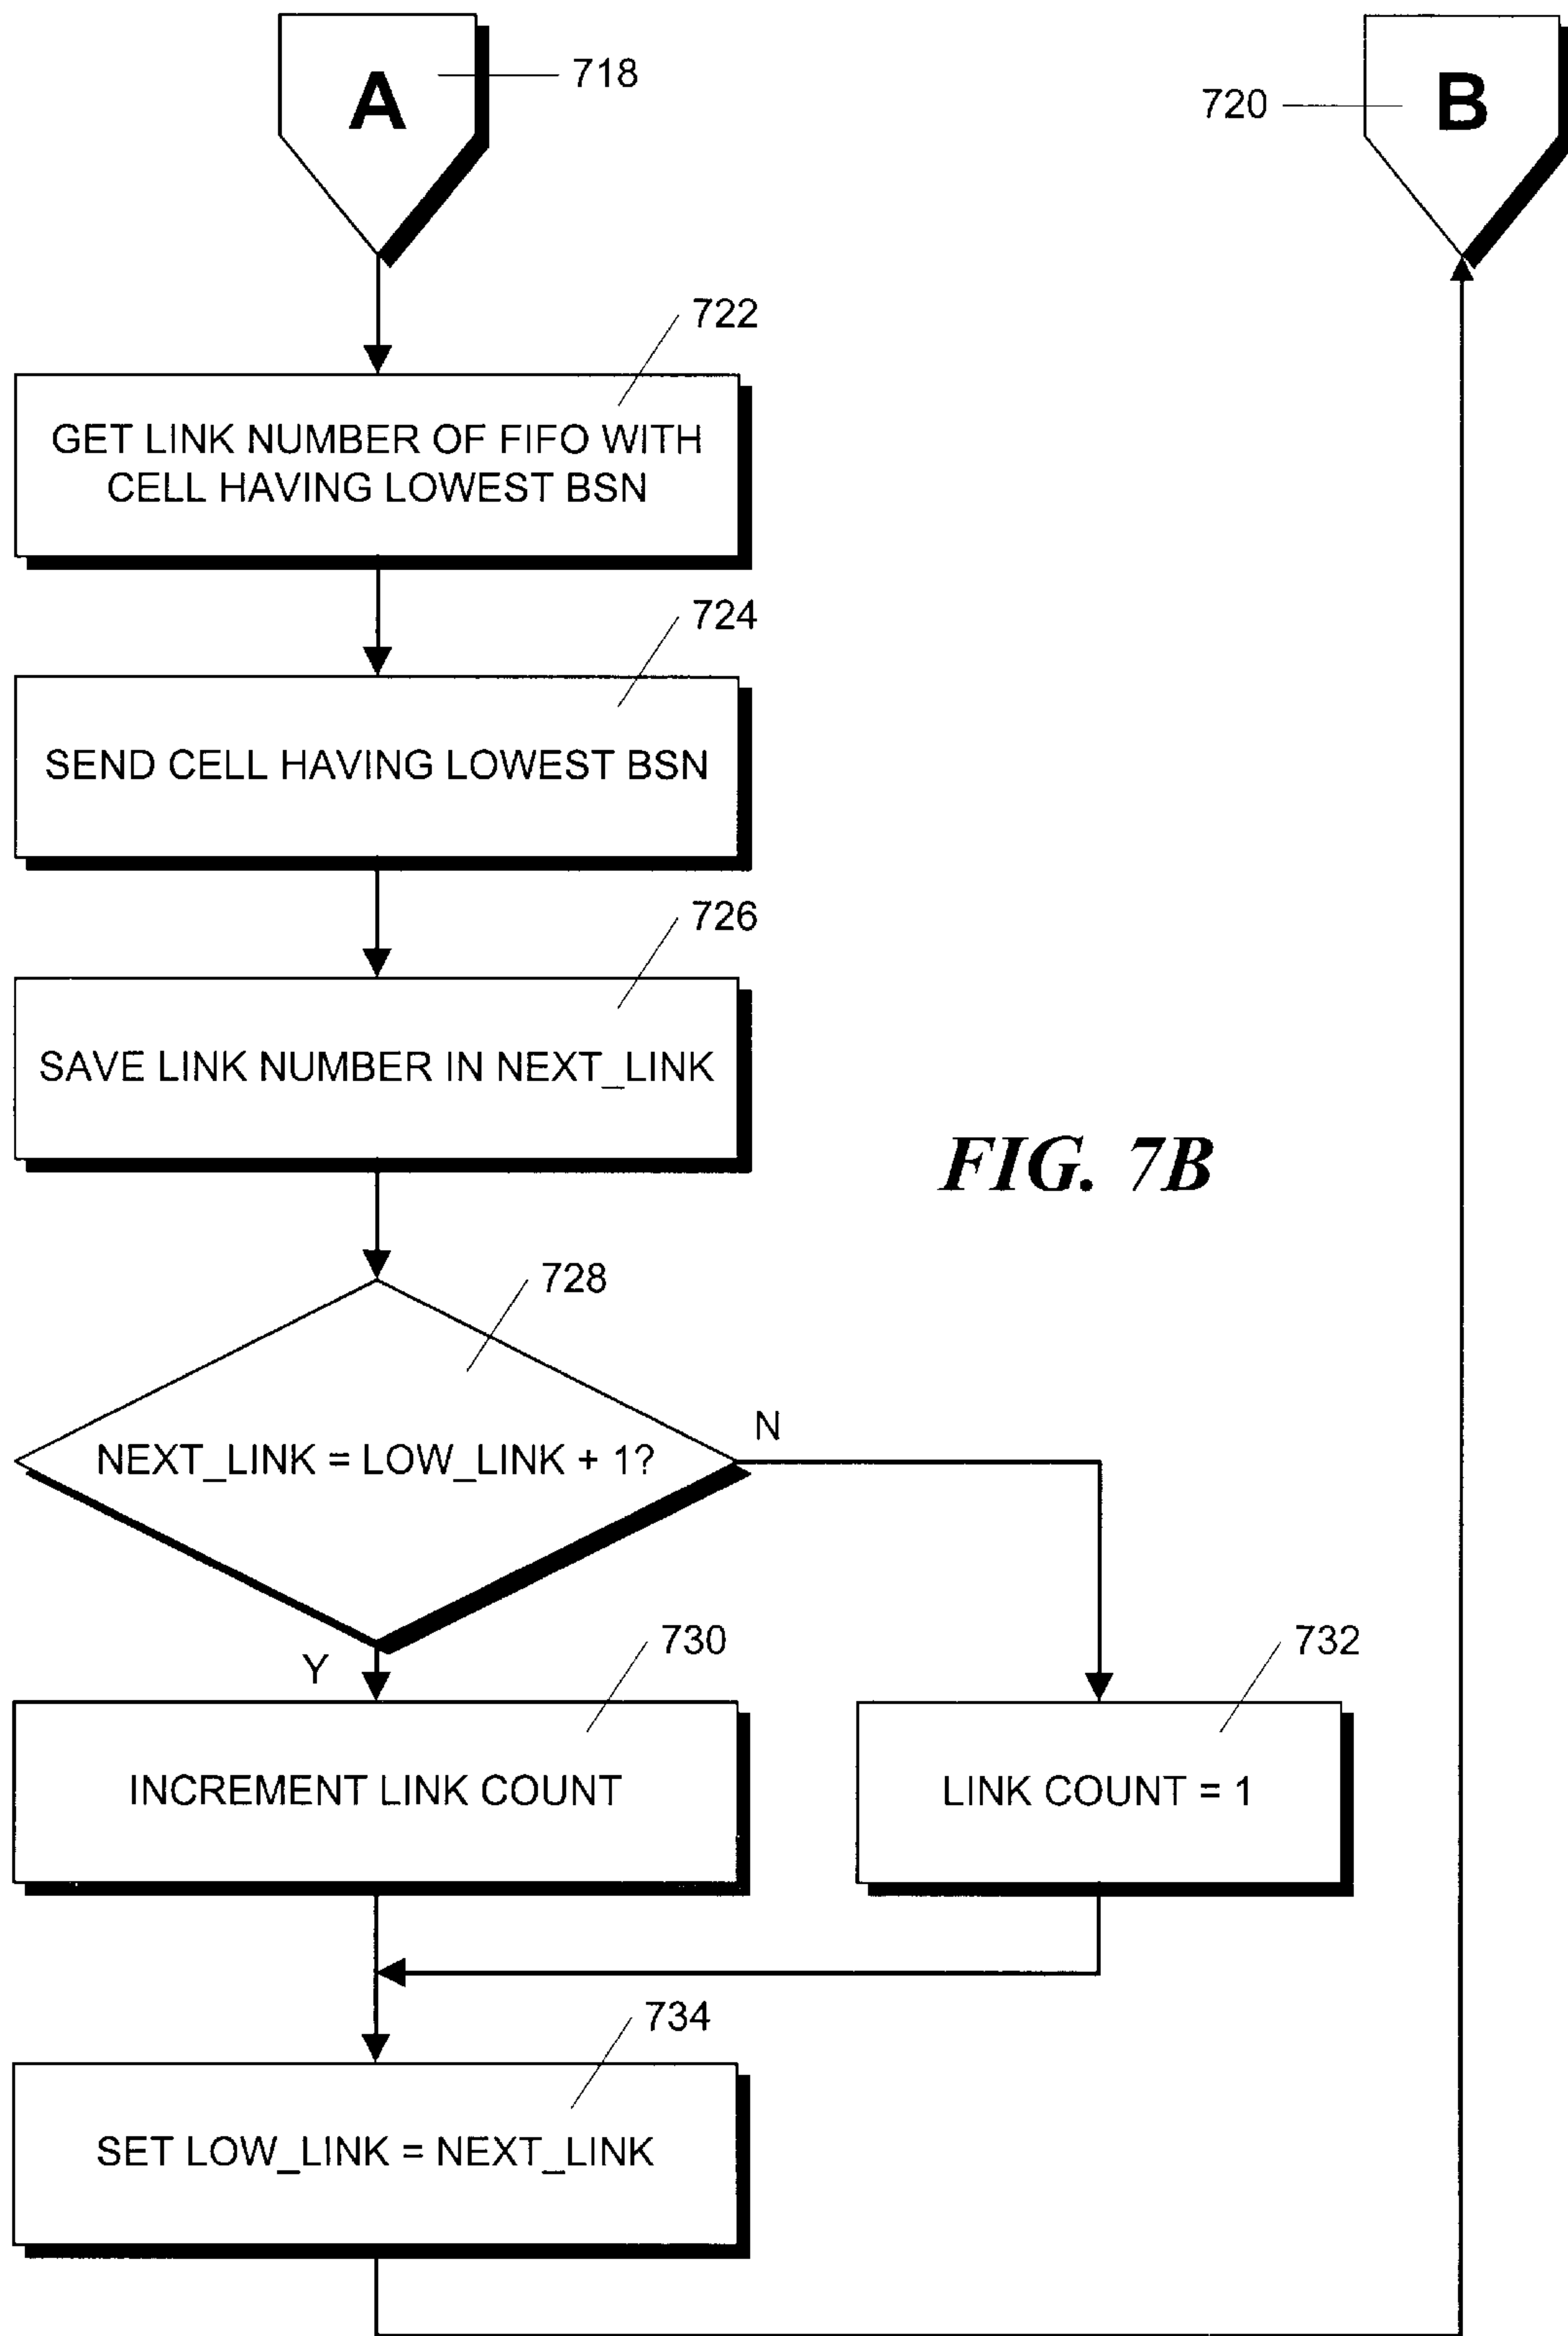 A
718
720
B
722
GET LINK NUMBER OF FIFO WITH
CELL HAVING LOWEST BSN
724
SEND CELL HAVING LOWEST BSN
726
SAVE LINK NUMBER IN NEXT_LINK
FIG. 7B
728
NEXT_LINK = LOW_LINK + 1?
N
Y
730
732
INCREMENT LINK COUNT
LINK COUNT = 1
734
SET LOW_LINK = NEXT_LINK